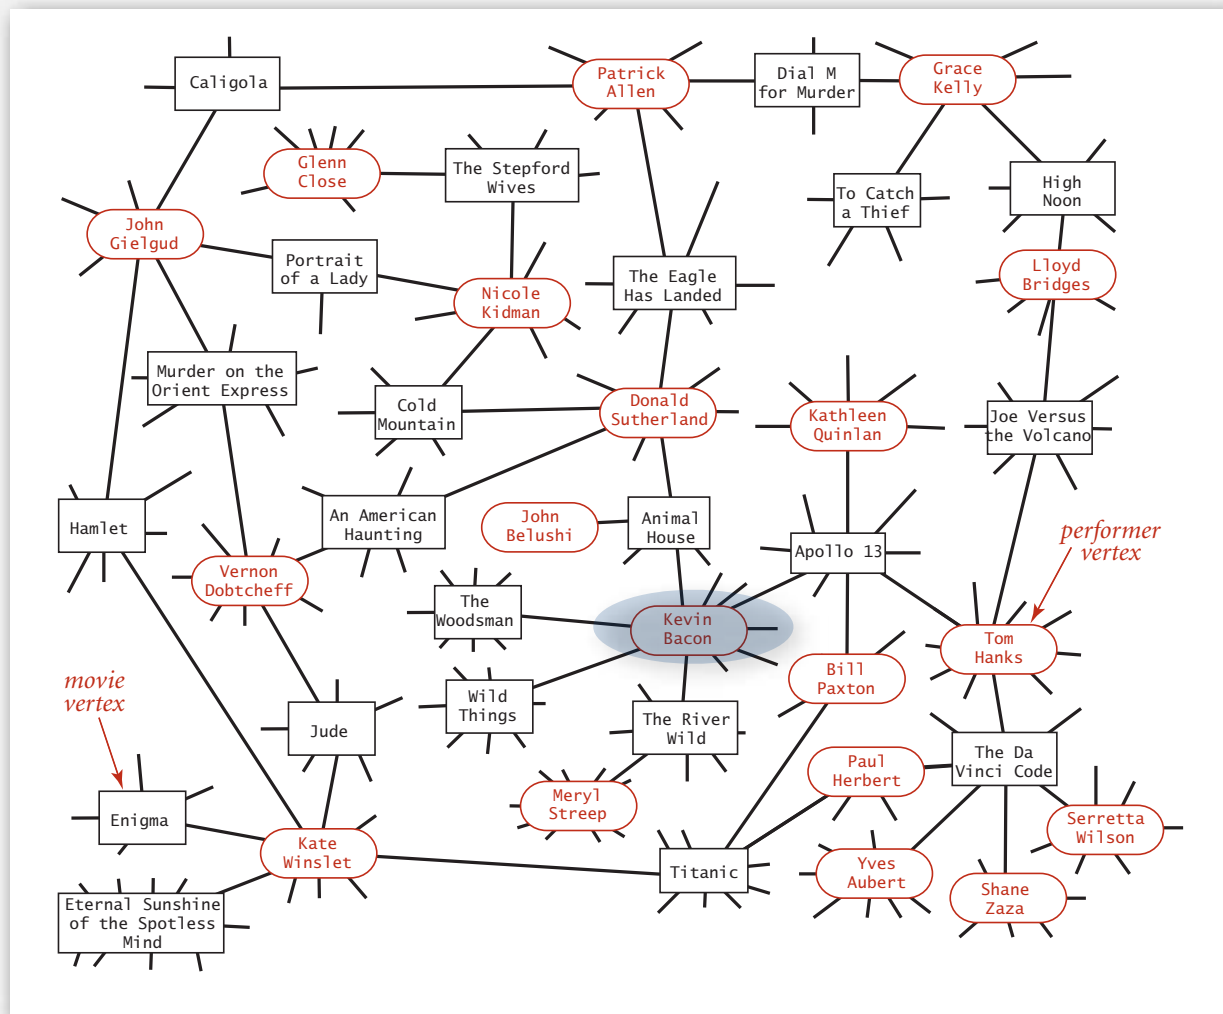 Caligola
Patrick
Allen
Dial M
for Murder
Grace
Kelly
Glenn
Close
The Stepford
Wives
To Catch
a Thief
High
Noon
John
Gielgud
Portrait
of a Lady
Nicole
Kidman
The Eagle
Has Landed
Lloyd
Bridges
Murder on the
Orient Express
Cold
Mountain
Donald
Sutherland
Kathleen
Quinlan
Joe Versus
the Volcano
Hamlet
An American
Haunting
John
Belushi
Animal
House
Apollo 13
performer
vertex
Vernon
Dobtcheff
The
Woodsman
Kevin
Bacon
Tom
Hanks
Bill
Paxton
movie
vertex
Jude
Wild
Things
The River
Wild
Paul
Herbert
The Da
Vinci Code
Enigma
Meryl
Streep
Serretta
Wilson
Kate
Winslet
Titanic
Yves
Aubert
Shane
Zaza
Eternal Sunshine
of the Spotless
Mind